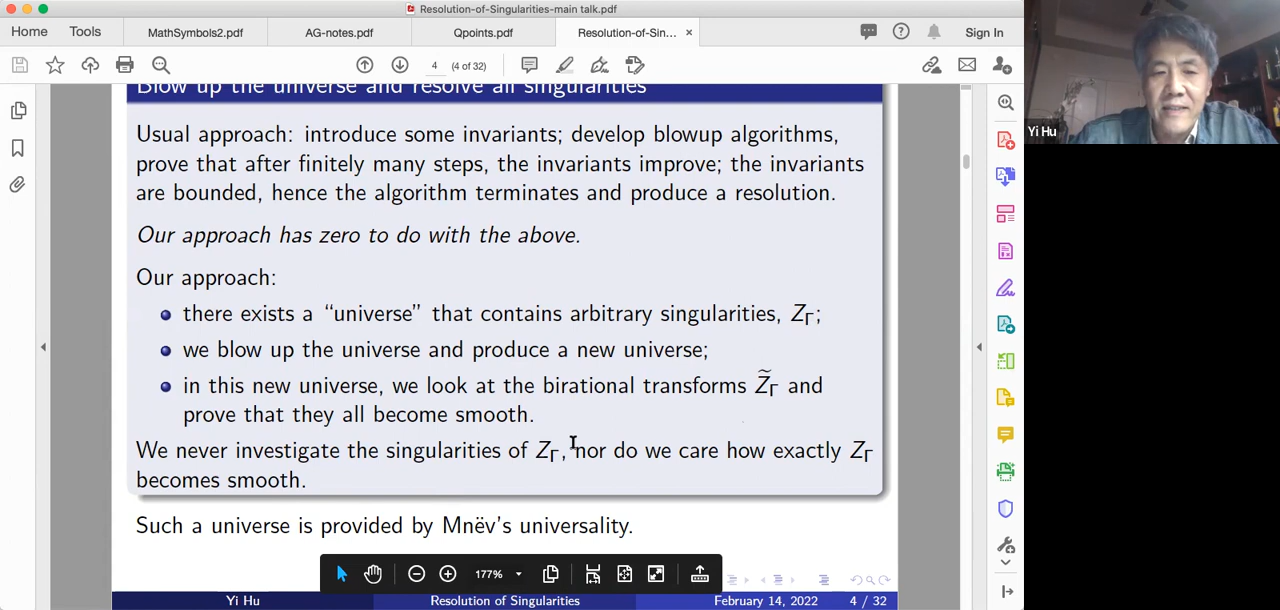 Resolution-of-Singularities-main talk.pdf
Home Tools MathSymbols2.pdf AG-notes.pdf Qpoints.pdf Resolution-of-Sin... × Sign In
4 (4 of 32)
Yi Hu
Blow up the universe and resolve all singularities
Usual approach: introduce some invariants; develop blowup algorithms,
prove that after finitely many steps, the invariants improve; the invariants
are bounded, hence the algorithm terminates and produce a resolution.
Our approach has zero to do with the above.
Our approach:
there exists a “universe” that contains arbitrary singularities, Z_Γ;
we blow up the universe and produce a new universe;
in this new universe, we look at the birational transforms Z̃_Γ and
prove that they all become smooth.
We never investigate the singularities of Z_Γ, nor do we care how exactly Z_Γ
becomes smooth.
Such a universe is provided by Mnëv's universality.
177%
Yi Hu Resolution of Singularities February 14, 2022 4 / 32